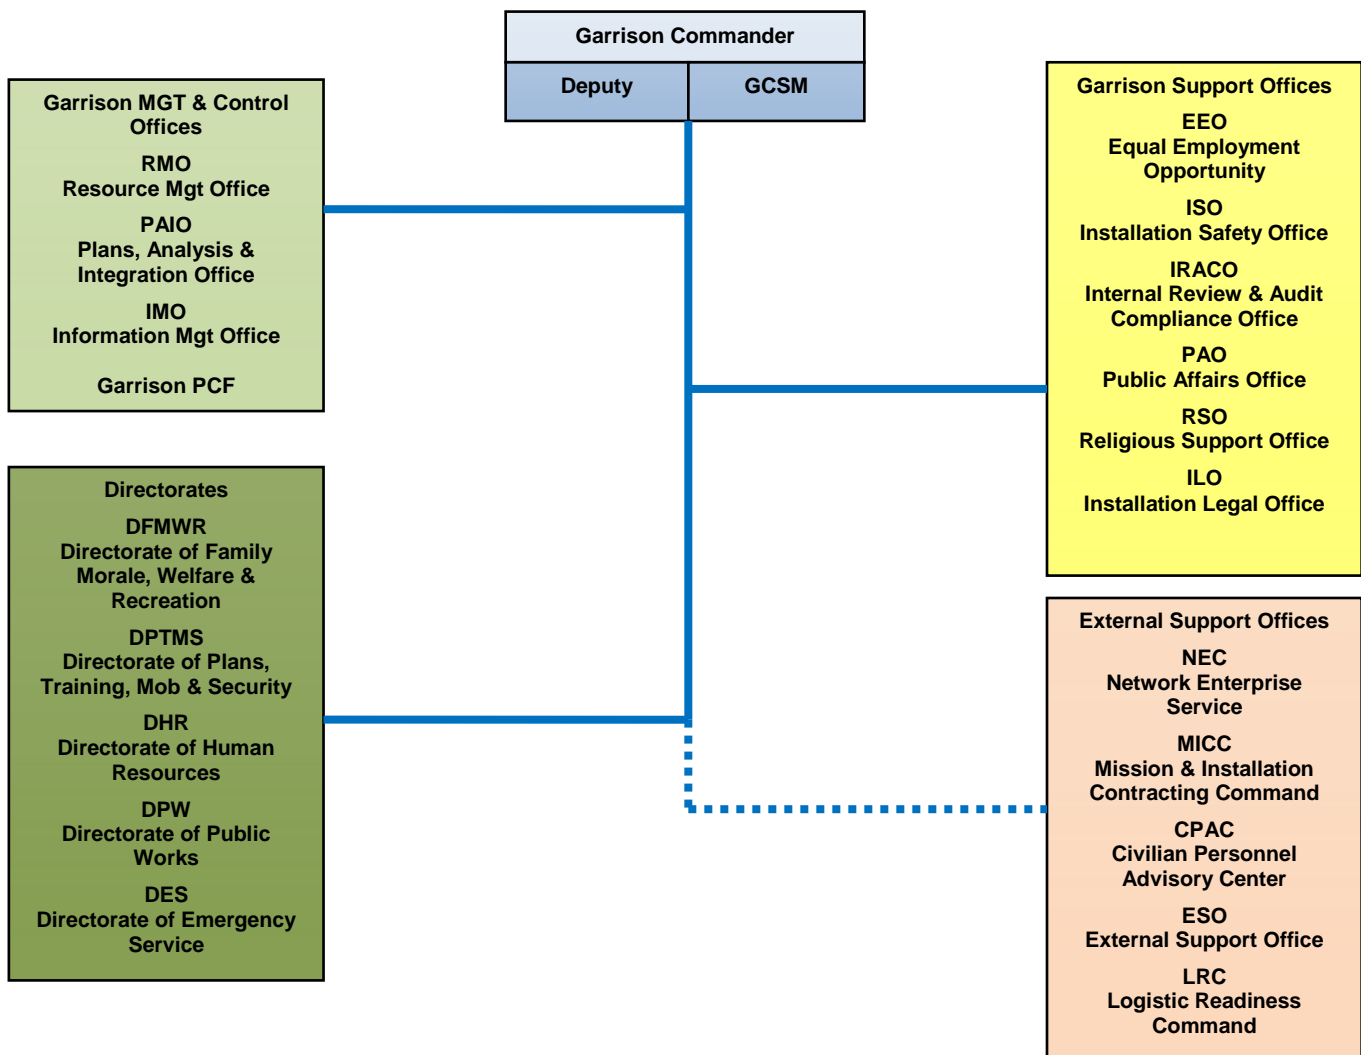 Garrison Commander
Deputy
GCSM
Garrison MGT & Control
Offices
RMO
Resource Mgt Office
PAIO
Plans, Analysis &
Integration Office
IMO
Information Mgt Office
Garrison PCF
Directorates
DFMWR
Directorate of Family
Morale, Welfare &
Recreation
DPTMS
Directorate of Plans,
Training, Mob & Security
DHR
Directorate of Human
Resources
DPW
Directorate of Public
Works
DES
Directorate of Emergency
Service
Garrison Support Offices
EEO
Equal Employment
Opportunity
ISO
Installation Safety Office
IRACO
Internal Review & Audit
Compliance Office
PAO
Public Affairs Office
RSO
Religious Support Office
ILO
Installation Legal Office
External Support Offices
NEC
Network Enterprise
Service
MICC
Mission & Installation
Contracting Command
CPAC
Civilian Personnel
Advisory Center
ESO
External Support Office
LRC
Logistic Readiness
Command